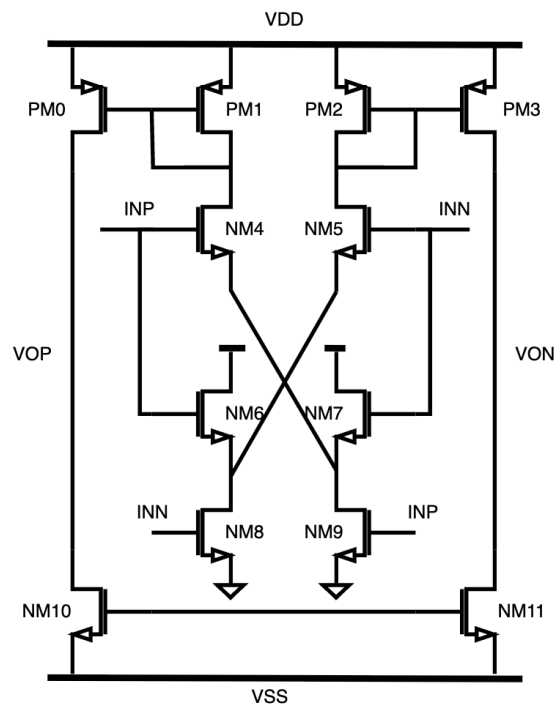 VDD
PM0
PM1
PM2
PM3
INP
NM4
NM5
INN
VOP
VON
NM6
NM7
INN
NM8
NM9
INP
NM10
NM11
VSS